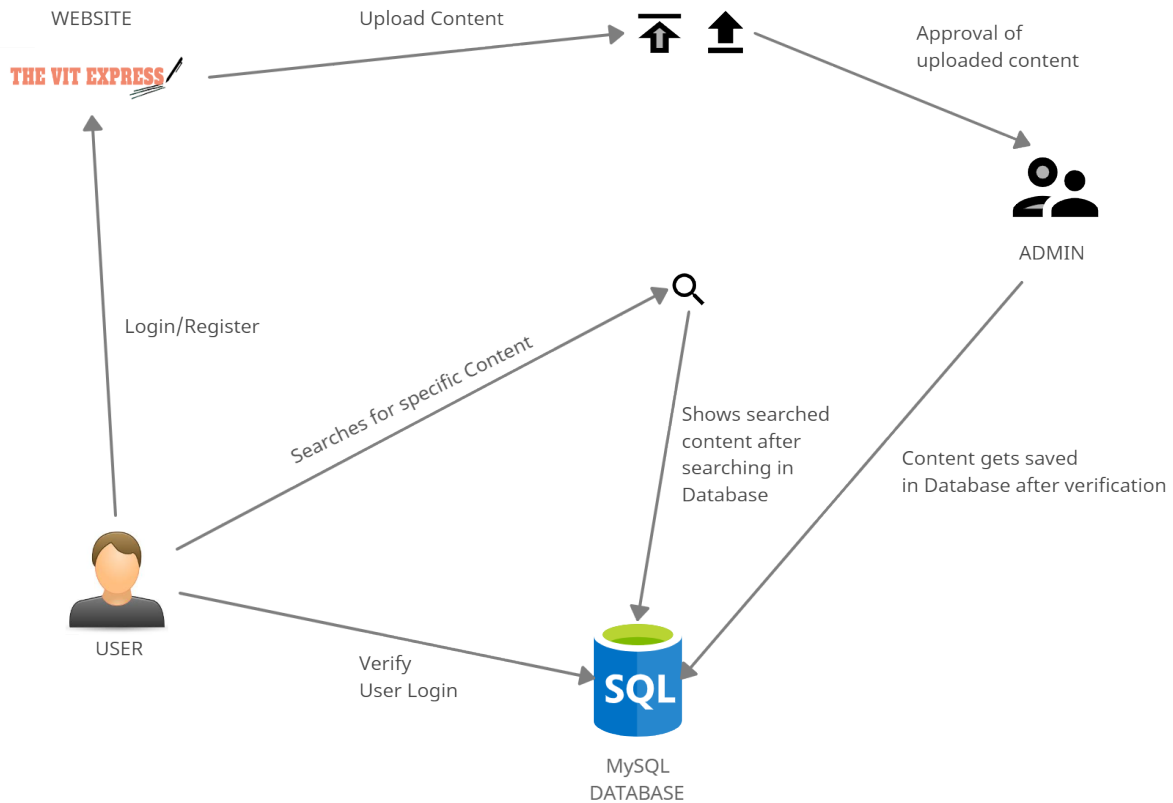 WEBSITE
Upload Content
Approval of
uploaded content
THE VIT EXPRESS
ADMIN
Login/Register
Searches for specific Content
Shows searched
content after
searching in
Database
Content gets saved
in Database after verification
USER
Verify
User Login
SQL
MySQL
DATABASE